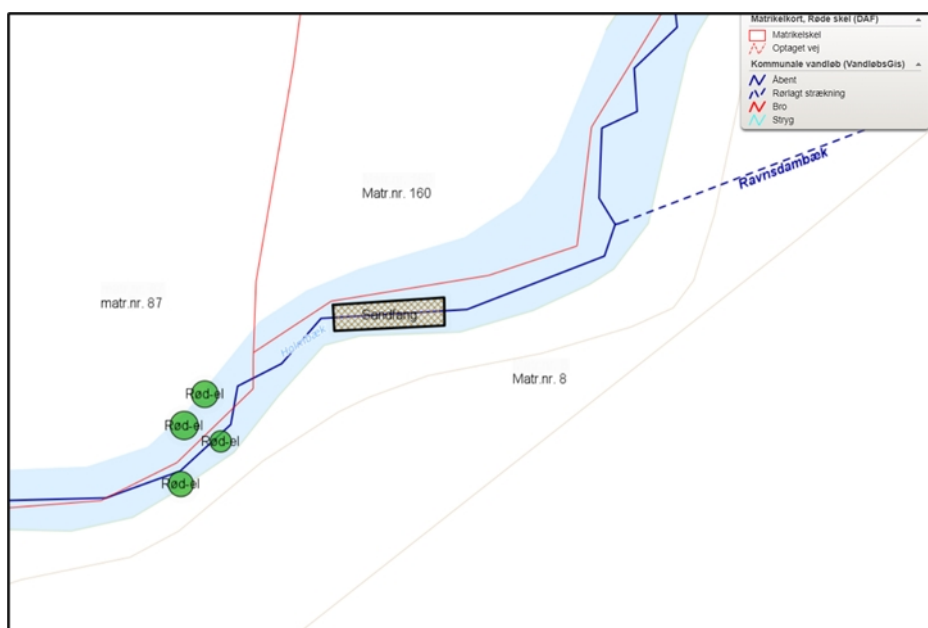 Matrikelkort, Røde skel (DAF)
Matrikelskel
Optaget vej
Kommunale vandløb (VandløbsGis)
Åbent
Rørlagt strækning
Bro
Stryg
Ravnsdambæk
Matr.nr. 160
matr.nr. 87
Sandfang
Holmbæk
Matr.nr. 8
Rød-el
Rød-el
Rød-el
Rød-el